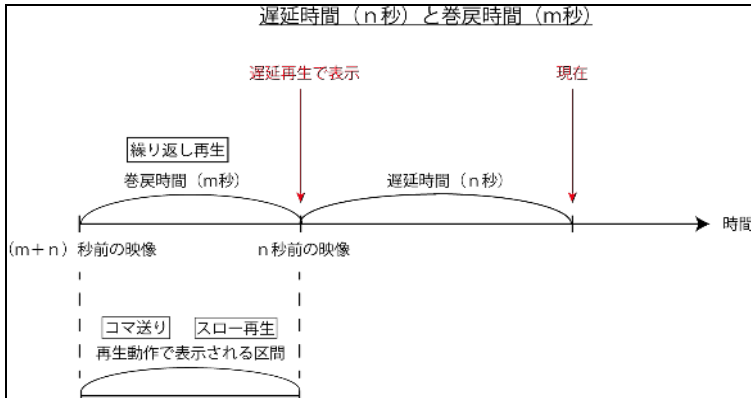 遅延時間（n秒）と巻戻時間（m秒）
遅延再生で表示
現在
繰り返し再生
巻戻時間（m秒）
遅延時間（n秒）
時間
(m+n) 秒前の映像
n秒前の映像
コマ送り
スロー再生
再生動作で表示される区間